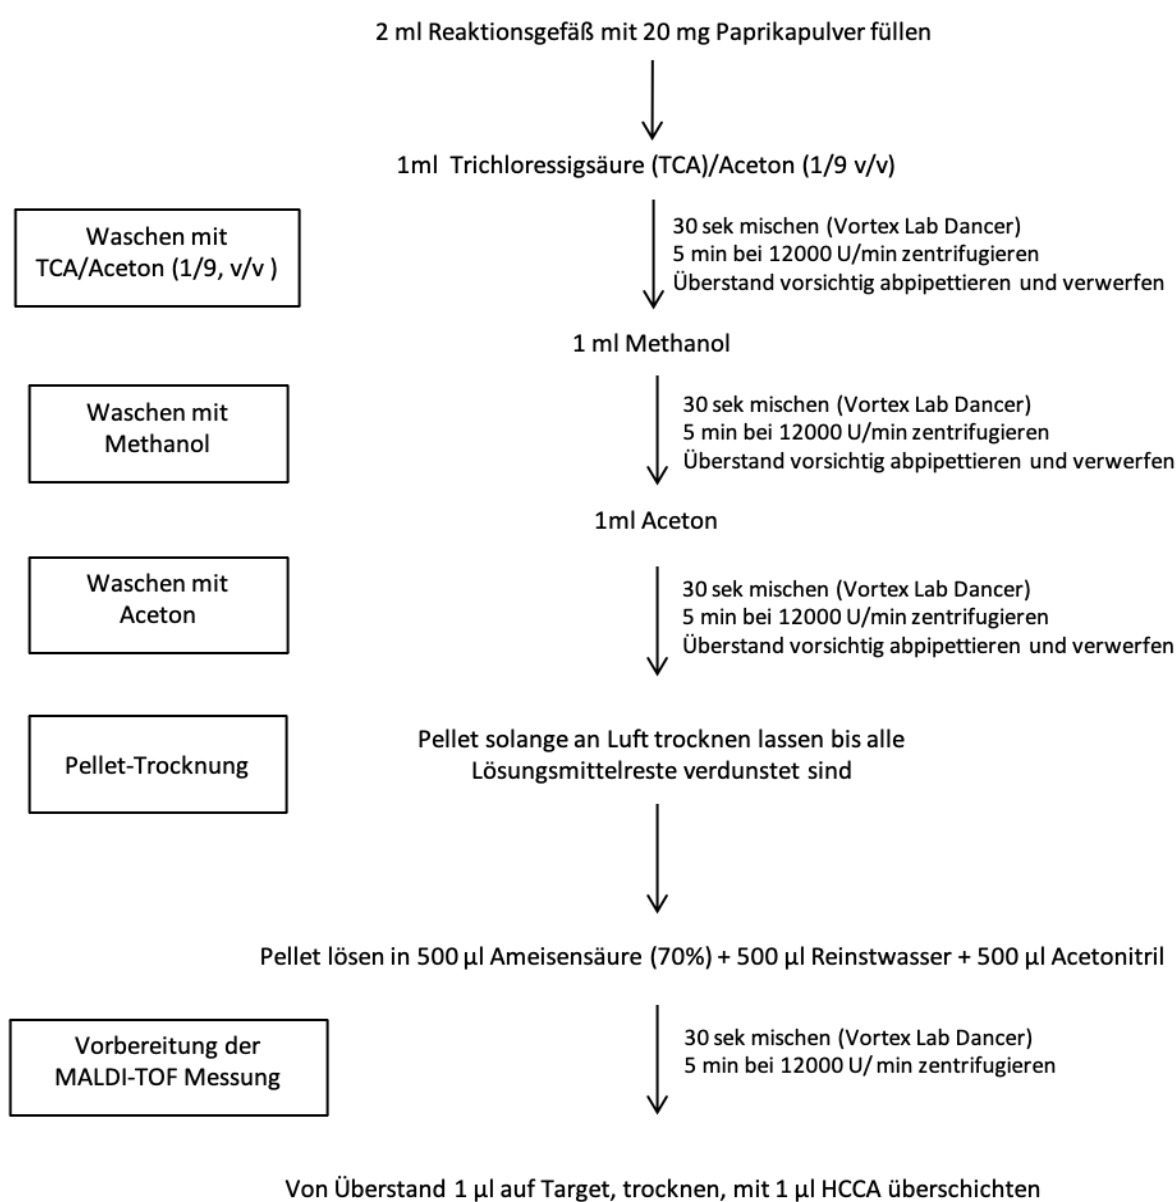 2 ml Reaktionsgefäß mit 20 mg Paprikapulver füllen
1ml Trichloressigsäure (TCA)/Aceton (1/9 v/v)
Waschen mit
TCA/Aceton (1/9, v/v )
30 sek mischen (Vortex Lab Dancer)
5 min bei 12000 U/min zentrifugieren
Überstand vorsichtig abpipettieren und verwerfen
1 ml Methanol
Waschen mit
Methanol
30 sek mischen (Vortex Lab Dancer)
5 min bei 12000 U/min zentrifugieren
Überstand vorsichtig abpipettieren und verwerfen
1ml Aceton
Waschen mit
Aceton
30 sek mischen (Vortex Lab Dancer)
5 min bei 12000 U/min zentrifugieren
Überstand vorsichtig abpipettieren und verwerfen
Pellet-Trocknung
Pellet solange an Luft trocknen lassen bis alle
Lösungsmittelreste verdunstet sind
Pellet lösen in 500 µl Ameisensäure (70%) + 500 µl Reinstwasser + 500 µl Acetonitril
Vorbereitung der
MALDI-TOF Messung
30 sek mischen (Vortex Lab Dancer)
5 min bei 12000 U/ min zentrifugieren
Von Überstand 1 µl auf Target, trocknen, mit 1 µl HCCA überschichten